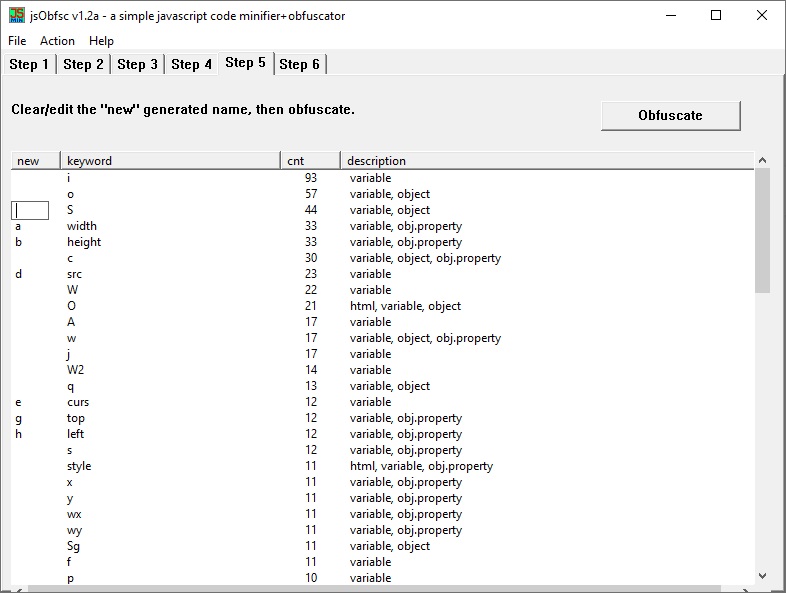 jsObfsc v1.2a - a simple javascript code minifier+obfuscator
File Action Help
Step 1 Step 2 Step 3 Step 4 Step 5 Step 6
Clear/edit the "new" generated name, then obfuscate.
Obfuscate
new keyword cnt description
i 93 variable
o 57 variable, object
S 44 variable, object
a width 33 variable, obj.property
b height 33 variable, obj.property
c 30 variable, object, obj.property
d src 23 variable
W 22 variable
O 21 html, variable, object
A 17 variable
w 17 variable, object, obj.property
j 17 variable
W2 14 variable
q 13 variable, object
e curs 12 variable
g top 12 variable, obj.property
h left 12 variable, obj.property
s 12 variable, obj.property
style 11 html, variable, obj.property
x 11 variable, obj.property
y 11 variable, obj.property
wx 11 variable, obj.property
wy 11 variable, obj.property
Sg 11 variable, object
f 11 variable
p 10 variable